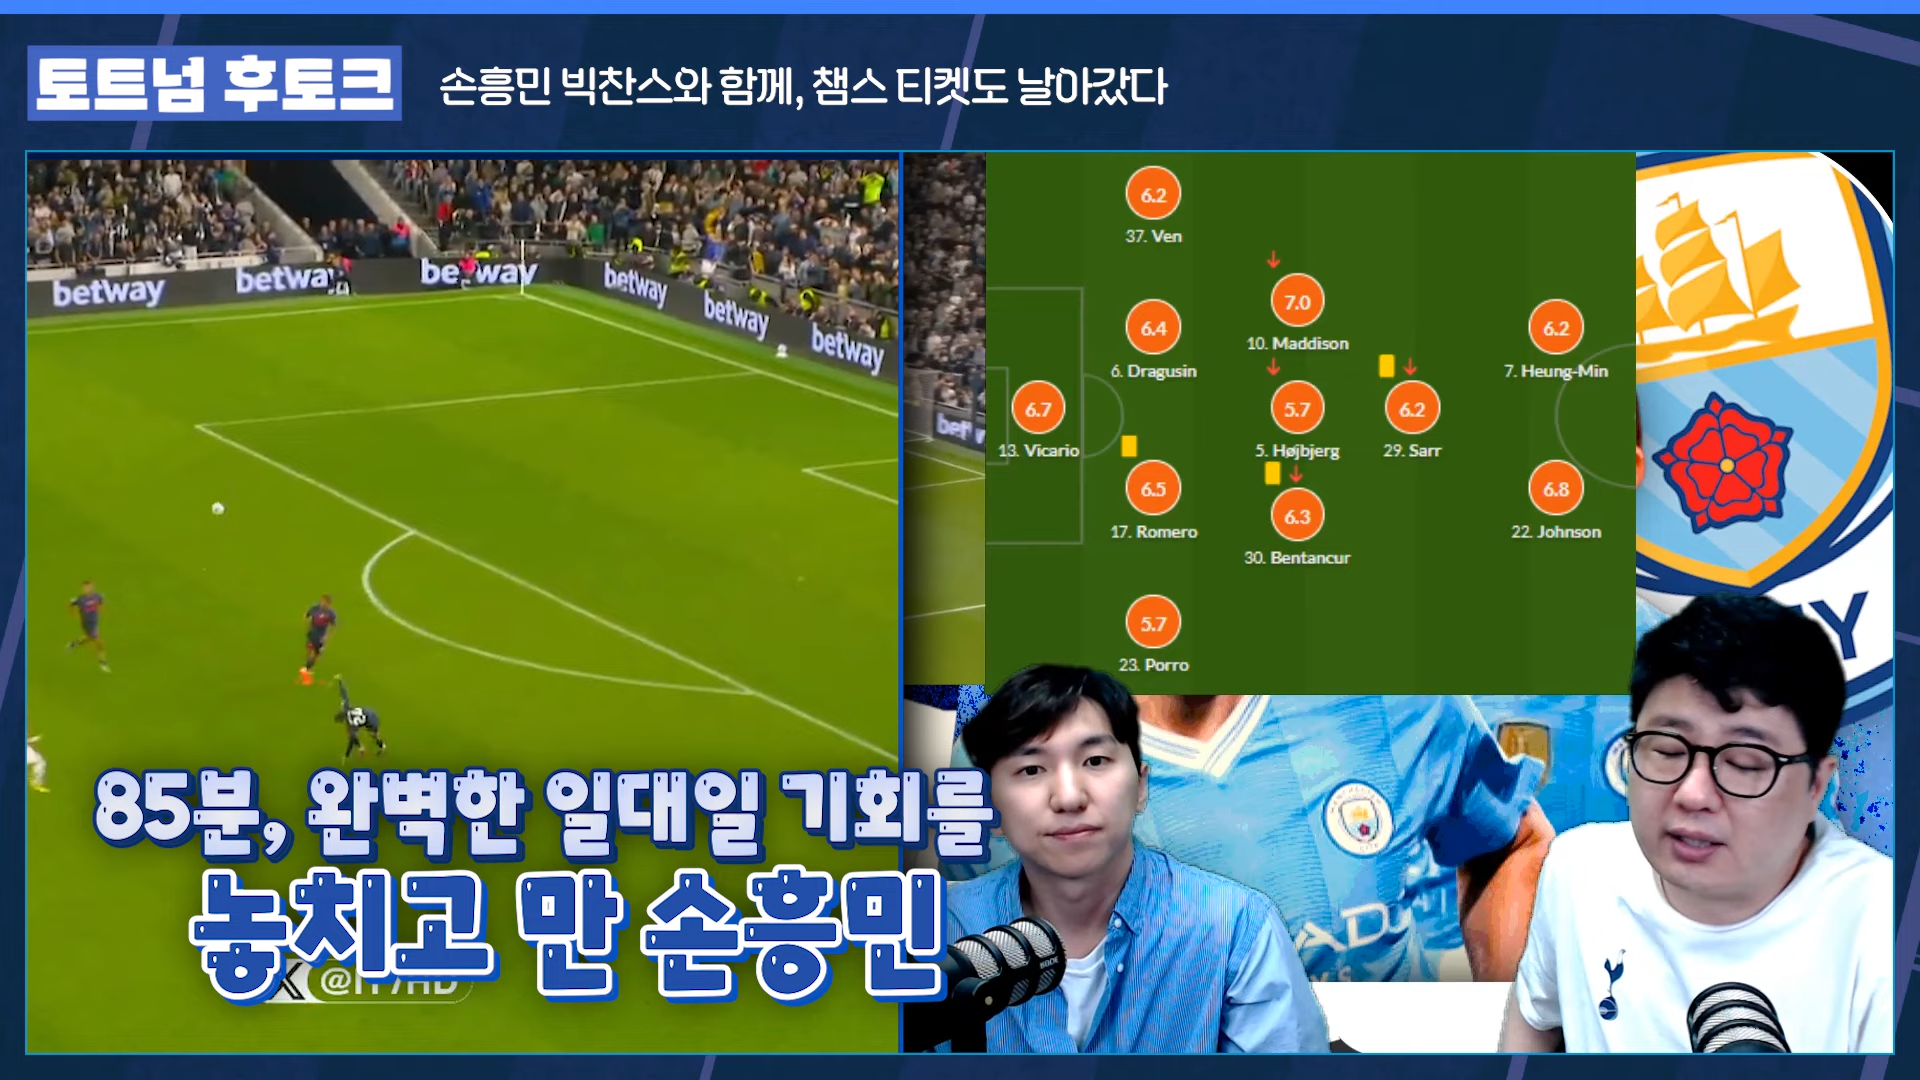 토트넘 후토크
손흥민 빅찬스와 함께, 챔스 티켓도 날아갔다
betway
betway
betway
betway
betway
betway
6.2
37. Ven
7.0
10. Maddison
6.4
6. Dragusin
6.2
7. Heung-Min
6.7
13. Vicario
5.7
5. Højbjerg
6.2
29. Sarr
6.5
17. Romero
6.3
30. Bentancur
6.8
22. Johnson
5.7
23. Porro
85분, 완벽한 일대일 기회를
놓치고 만 손흥민
RODE